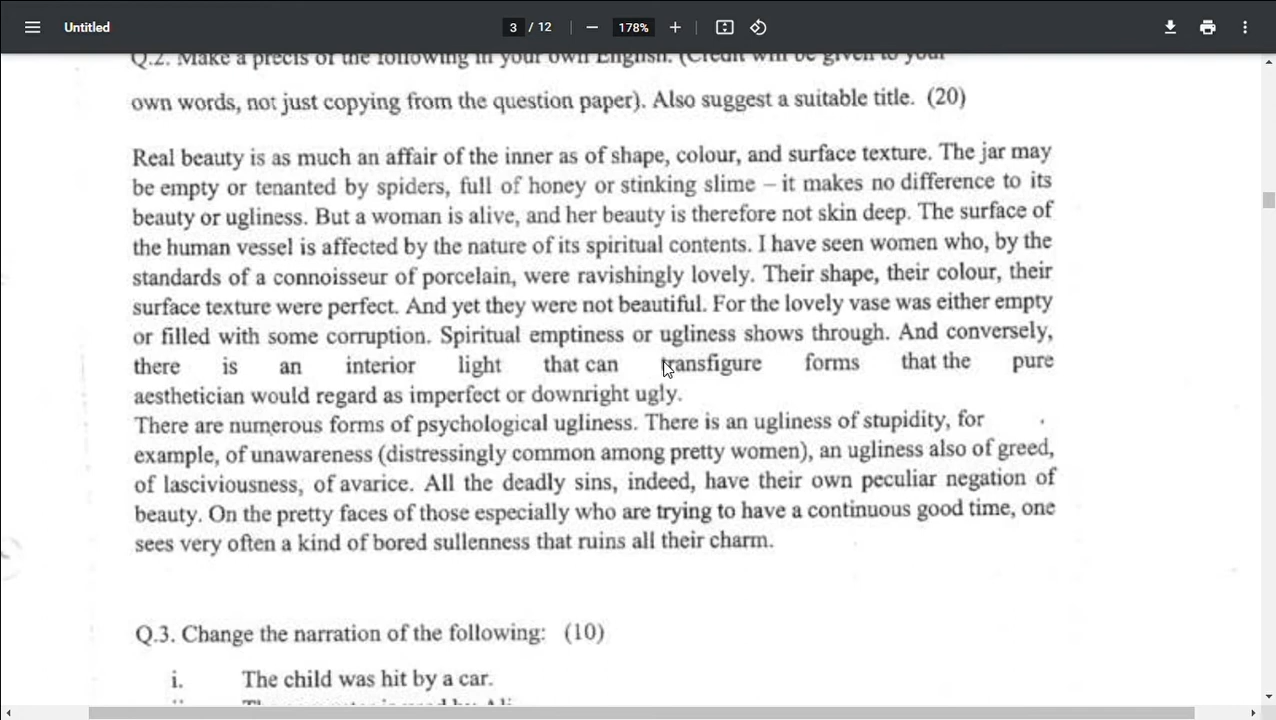 Untitled
3 / 12
178%
Q.2. Make a precis of the following in your own English. (Credit will be given to your
own words, not just copying from the question paper). Also suggest a suitable title. (20)
Real beauty is as much an affair of the inner as of shape, colour, and surface texture. The jar may
be empty or tenanted by spiders, full of honey or stinking slime – it makes no difference to its
beauty or ugliness. But a woman is alive, and her beauty is therefore not skin deep. The surface of
the human vessel is affected by the nature of its spiritual contents. I have seen women who, by the
standards of a connoisseur of porcelain, were ravishingly lovely. Their shape, their colour, their
surface texture were perfect. And yet they were not beautiful. For the lovely vase was either empty
or filled with some corruption. Spiritual emptiness or ugliness shows through. And conversely,
there is an interior light that can transfigure forms that the pure
aesthetician would regard as imperfect or downright ugly.
There are numerous forms of psychological ugliness. There is an ugliness of stupidity, for
example, of unawareness (distressingly common among pretty women), an ugliness also of greed,
of lasciviousness, of avarice. All the deadly sins, indeed, have their own peculiar negation of
beauty. On the pretty faces of those especially who are trying to have a continuous good time, one
sees very often a kind of bored sullenness that ruins all their charm.
Q.3. Change the narration of the following: (10)
i. The child was hit by a car.